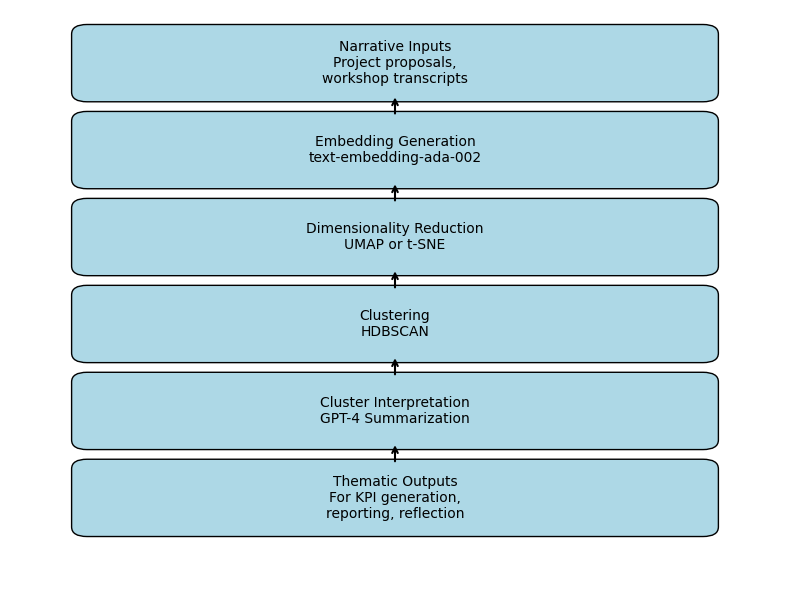 Narrative Inputs
Project proposals,
workshop transcripts
Embedding Generation
text-embedding-ada-002
Dimensionality Reduction
UMAP or t-SNE
Clustering
HDBSCAN
Cluster Interpretation
GPT-4 Summarization
Thematic Outputs
For KPI generation,
reporting, reflection